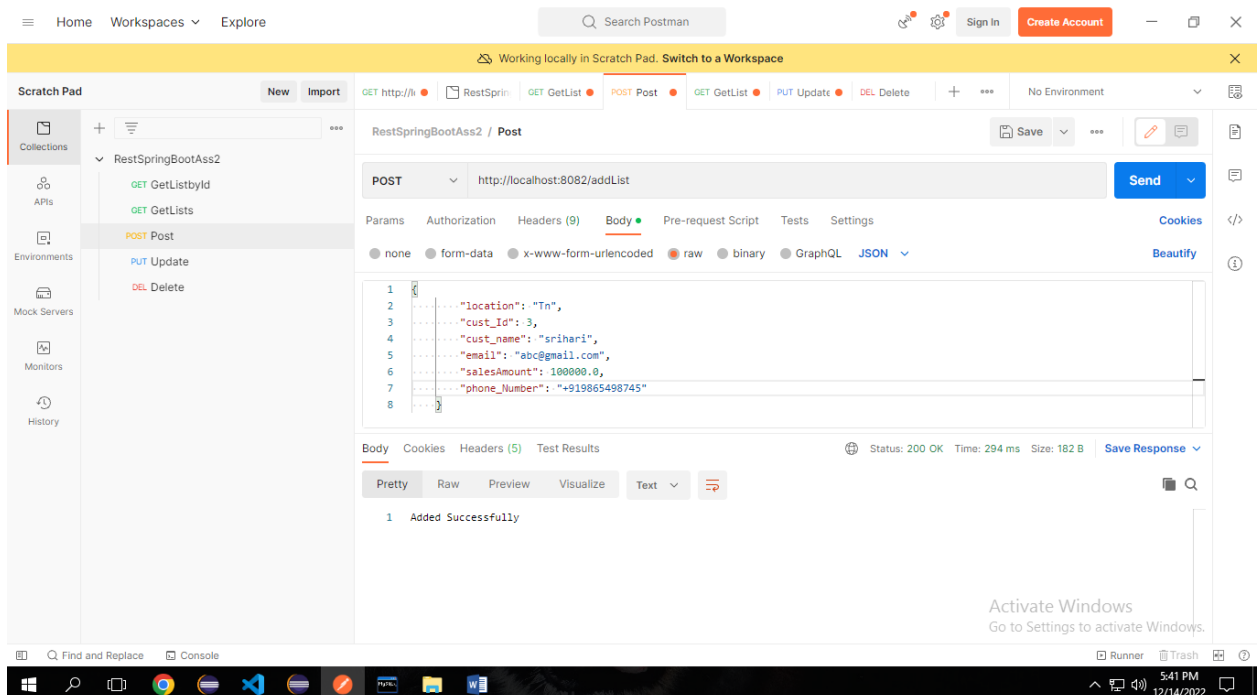 Home Workspaces Explore
Search Postman
Sign In
Create Account
Working locally in Scratch Pad. Switch to a Workspace
Scratch Pad
New Import
GET http://l
RestSprin
GET GetList
POST Post
GET GetList
PUT Update
DEL Delete
No Environment
Collections
APIs
Environments
Mock Servers
Monitors
History
RestSpringBootAss2
GET GetListbyId
GET GetLists
POST Post
PUT Update
DEL Delete
RestSpringBootAss2 / Post
Save
POST
http://localhost:8082/addList
Send
Params Authorization Headers (9) Body Pre-request Script Tests Settings Cookies
none form-data x-www-form-urlencoded raw binary GraphQL JSON Beautify
1 {
2 "location": "Tn",
3 "cust_Id": 3,
4 "cust_name": "srihari",
5 "email": "abc@gmail.com",
6 "salesAmount": 100000.0,
7 "phone_Number": "+919865498745"
8 }
Body Cookies Headers (5) Test Results
Status: 200 OK Time: 294 ms Size: 182 B Save Response
Pretty Raw Preview Visualize Text
1 Added Successfully
Activate Windows
Go to Settings to activate Windows.
Find and Replace Console
Runner Trash
MySQL
W
5:41 PM
12/14/2022